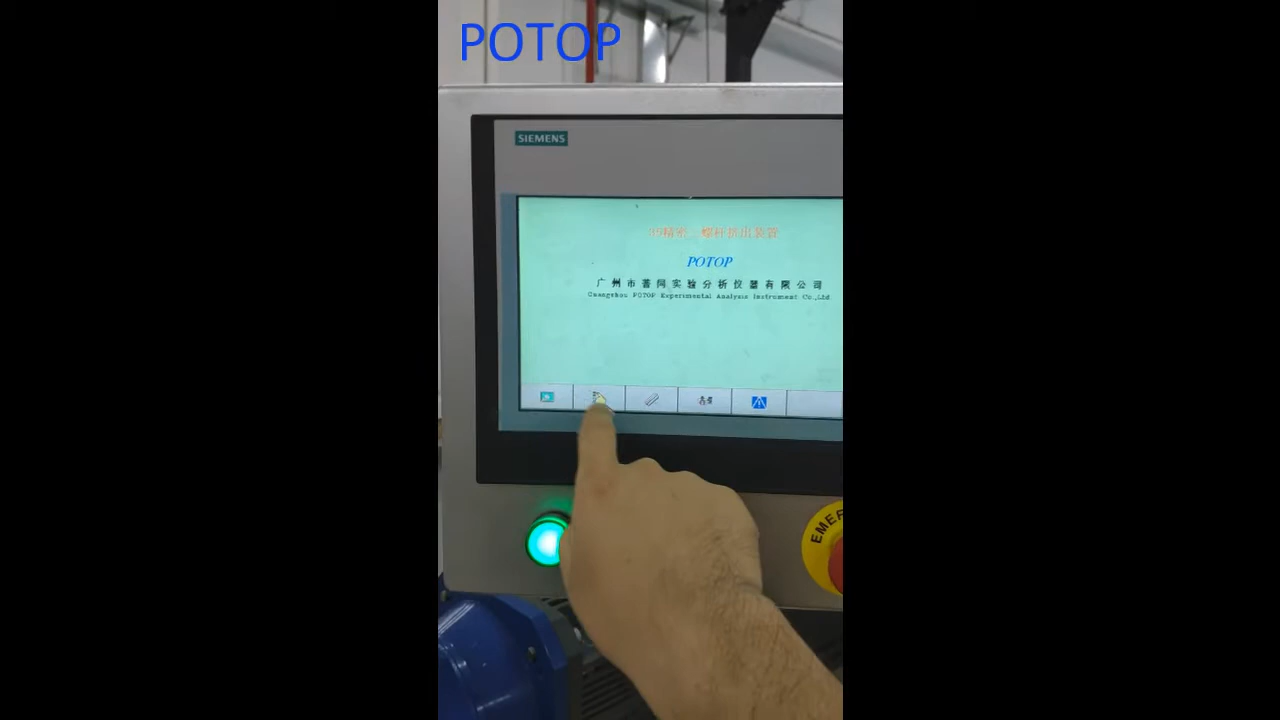 POTOP
SIEMENS
POTOP
广州市普同实验分析仪器有限公司
Guangzhou POTOP Experimental Analysis Instrument Co.,Ltd
EMER